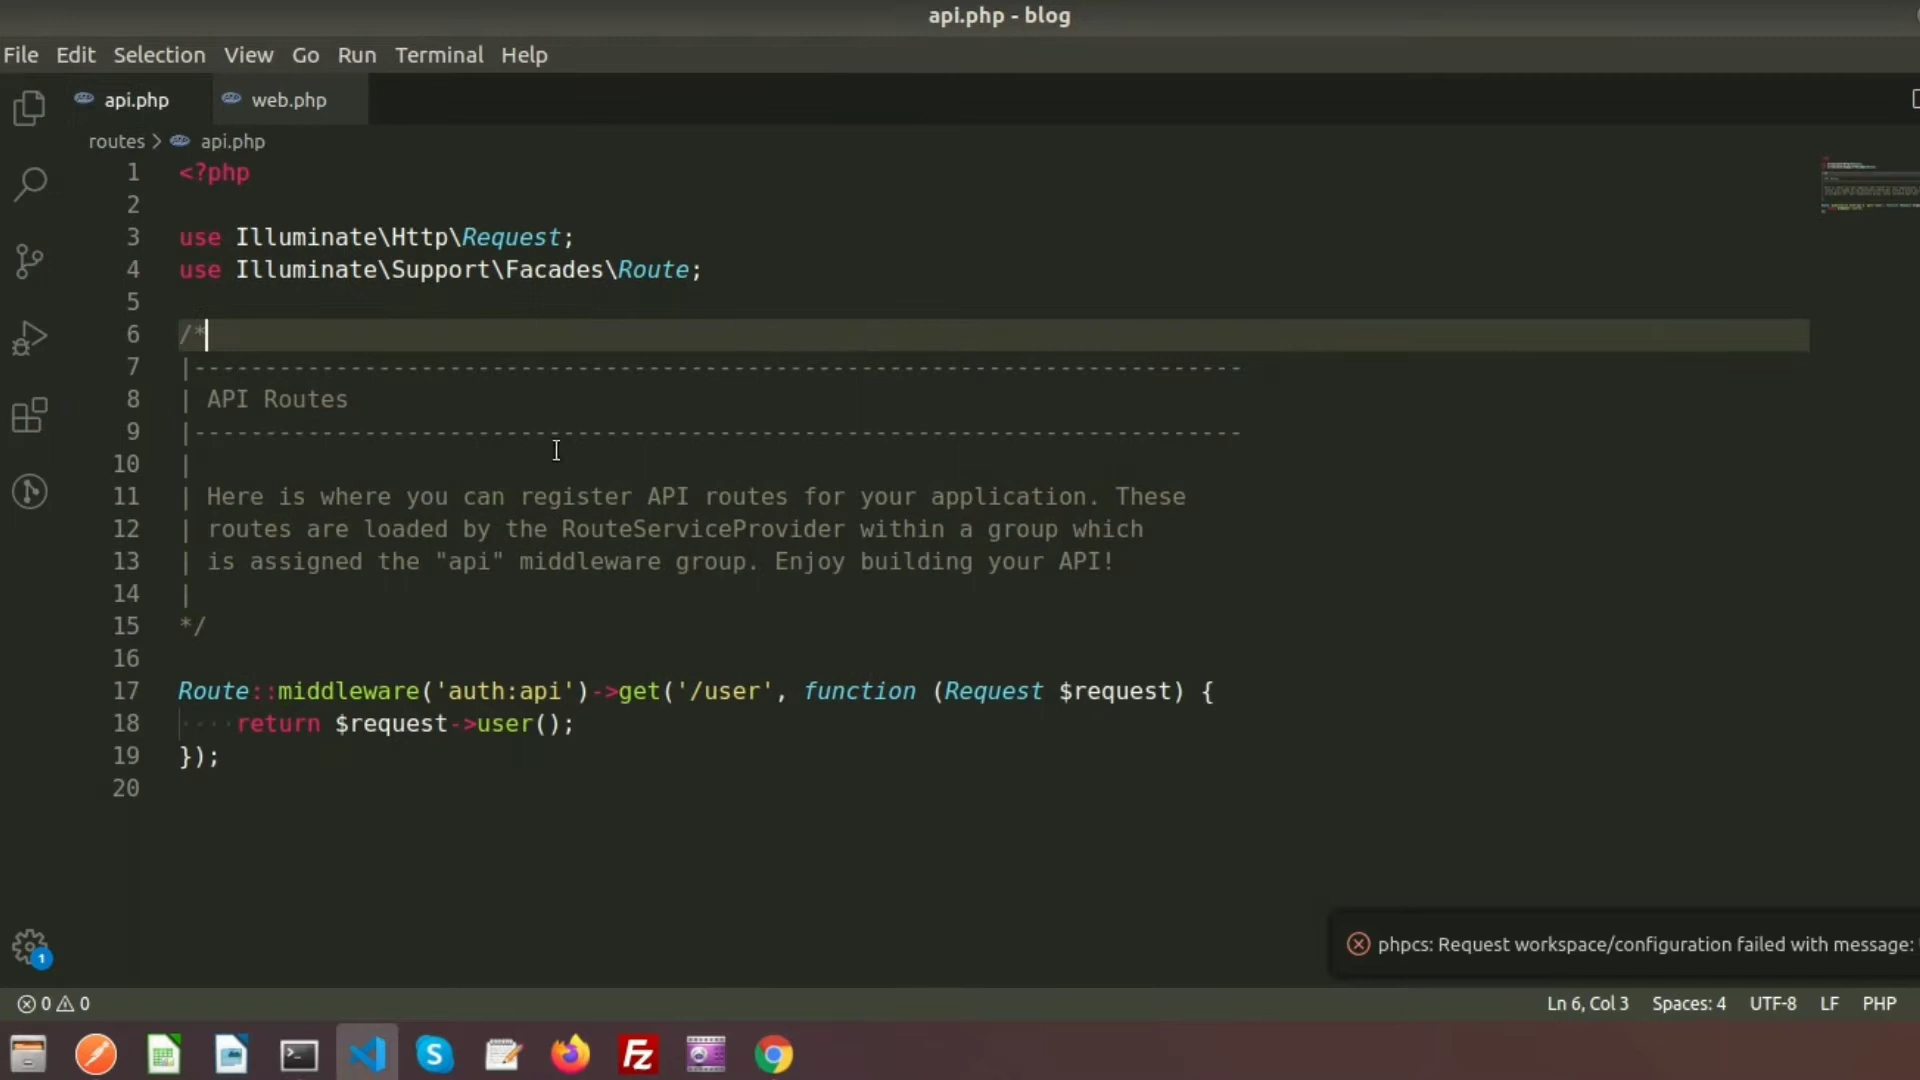 api.php - blog
File Edit Selection View Go Run Terminal Help
api.php web.php
routes > api.php
1 <?php
2
3 use Illuminate\Http\Request;
4 use Illuminate\Support\Facades\Route;
5
6 /*
7 |--------------------------------------------------------------------------
8 | API Routes
9 |--------------------------------------------------------------------------
10 |
11 | Here is where you can register API routes for your application. These
12 | routes are loaded by the RouteServiceProvider within a group which
13 | is assigned the "api" middleware group. Enjoy building your API!
14 |
15 */
16
17 Route::middleware('auth:api')->get('/user', function (Request $request) {
18 ····return $request->user();
19 });
20
1
phpcs: Request workspace/configuration failed with message:
0 0 Ln 6, Col 3 Spaces: 4 UTF-8 LF PHP
S Fz